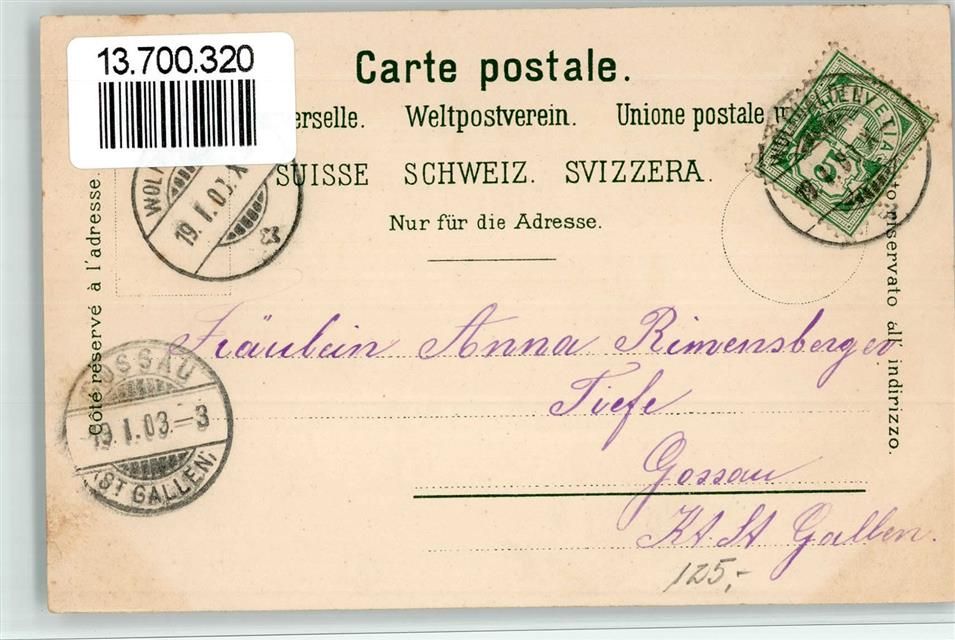 13.700.320
Carte postale.
erselle. Weltpostverein. Unione postale
SUISSE SCHWEIZ. SVIZZERA.
Nur für die Adresse.
Côté réservé à l'adresse.
to riservato all' indirizzo.
HELVETIA
5
19.I.03.X
GOSSAU
19.I.03.–3
(ST GALLEN)
Fräulein Anna Rimensberger
Tiefe
Gossau
Kt. St Gallen.
125,-